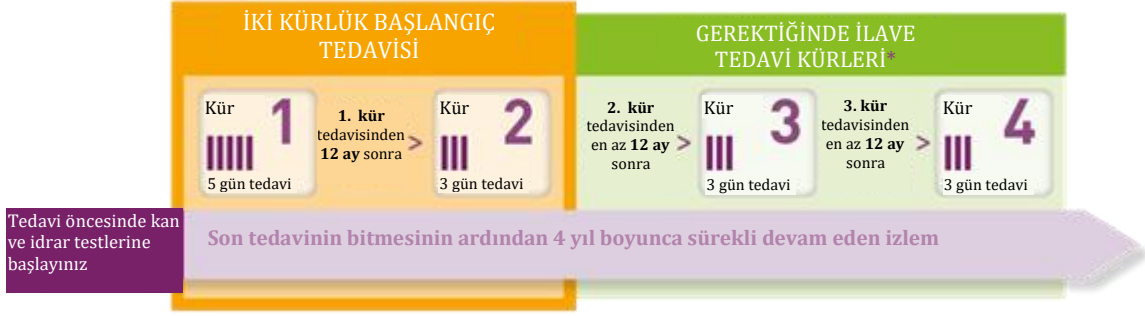 İKİ KÜRLÜK BAŞLANGIÇ
TEDAVİSİ
GEREKTİĞİNDE İLAVE
TEDAVİ KÜRLERİ*
Kür 1
5 gün tedavi
1. kür
tedavisinden
12 ay sonra
>
Kür 2
3 gün tedavi
2. kür
tedavisinden
en az 12 ay
sonra
>
Kür 3
3 gün tedavi
3. kür
tedavisinden
en az 12 ay
sonra
>
Kür 4
3 gün tedavi
Tedavi öncesinde kan
ve idrar testlerine
başlayınız
Son tedavinin bitmesinin ardından 4 yıl boyunca sürekli devam eden izlem